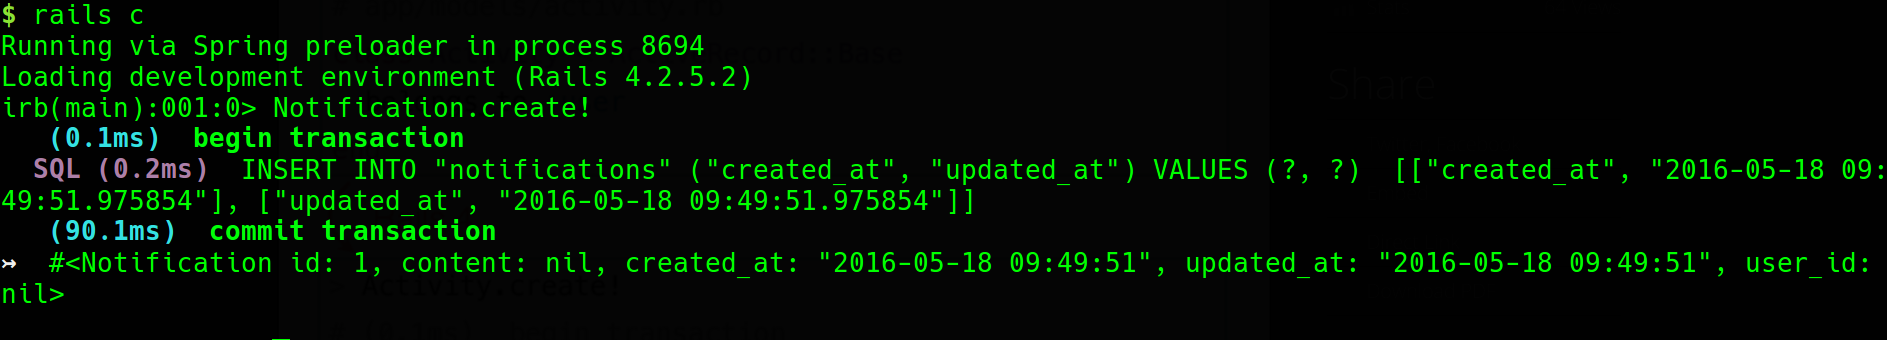 $ rails c
Running via Spring preloader in process 8694
Loading development environment (Rails 4.2.5.2)
irb(main):001:0> Notification.create!
(0.1ms)  begin transaction
SQL (0.2ms)  INSERT INTO "notifications" ("created_at", "updated_at") VALUES (?, ?)  [["created_at", "2016-05-18 09:
49:51.975854"], ["updated_at", "2016-05-18 09:49:51.975854"]]
(90.1ms)  commit transaction
↣  #<Notification id: 1, content: nil, created_at: "2016-05-18 09:49:51", updated_at: "2016-05-18 09:49:51", user_id:
nil>
Share
> Activity.create!